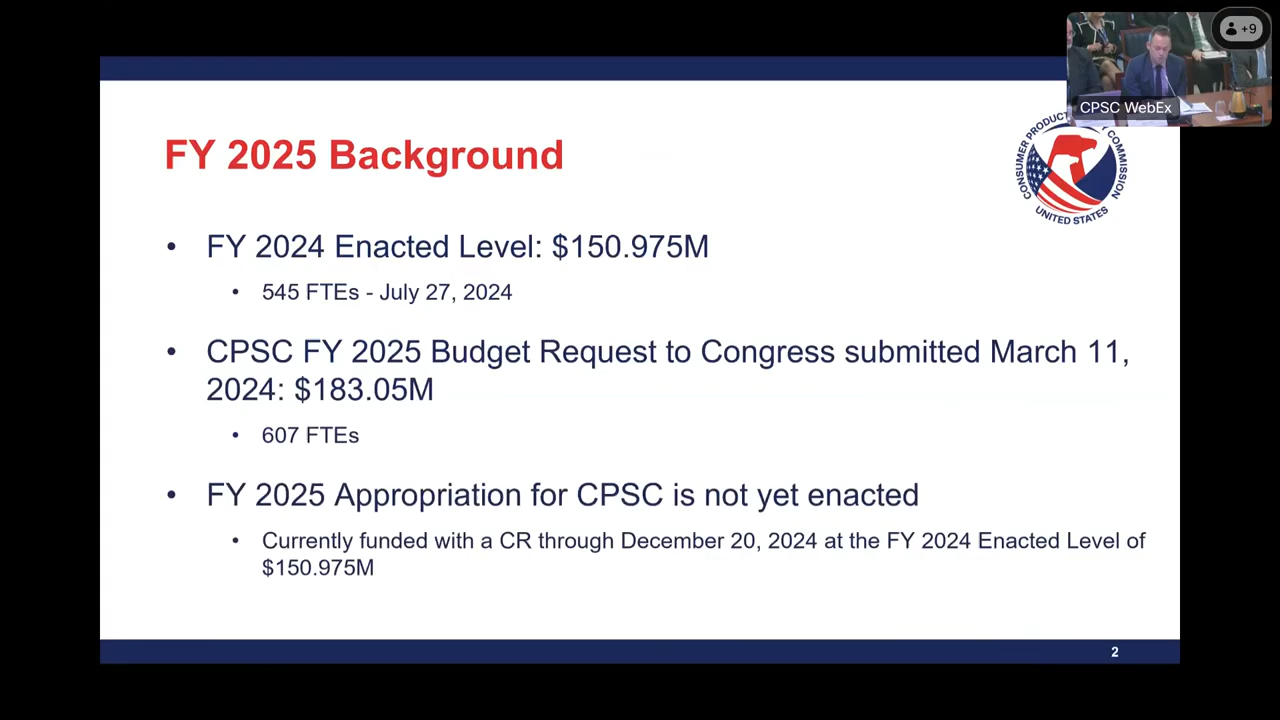 +9
CPSC WebEx
FY 2025 Background
CONSUMER PRODUCT COMMISSION
UNITED STATES
• FY 2024 Enacted Level: $150.975M
• 545 FTEs - July 27, 2024
• CPSC FY 2025 Budget Request to Congress submitted March 11,
2024: $183.05M
• 607 FTEs
• FY 2025 Appropriation for CPSC is not yet enacted
• Currently funded with a CR through December 20, 2024 at the FY 2024 Enacted Level of
$150.975M
2